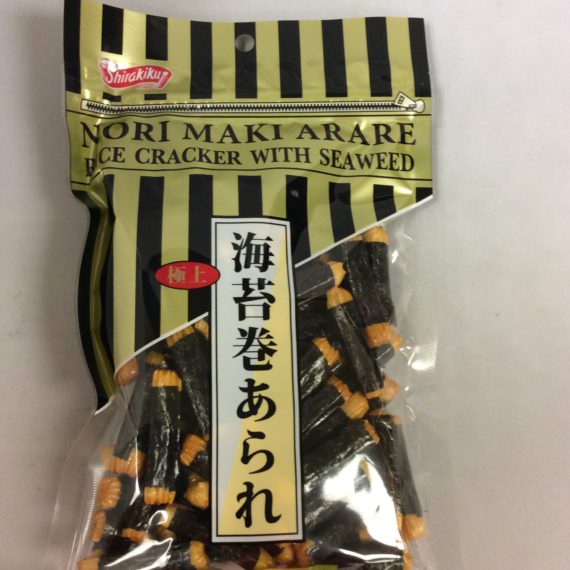 Shirakiku
NORI MAKI ARARE
RICE CRACKER WITH SEAWEED
極上
海苔巻あられ